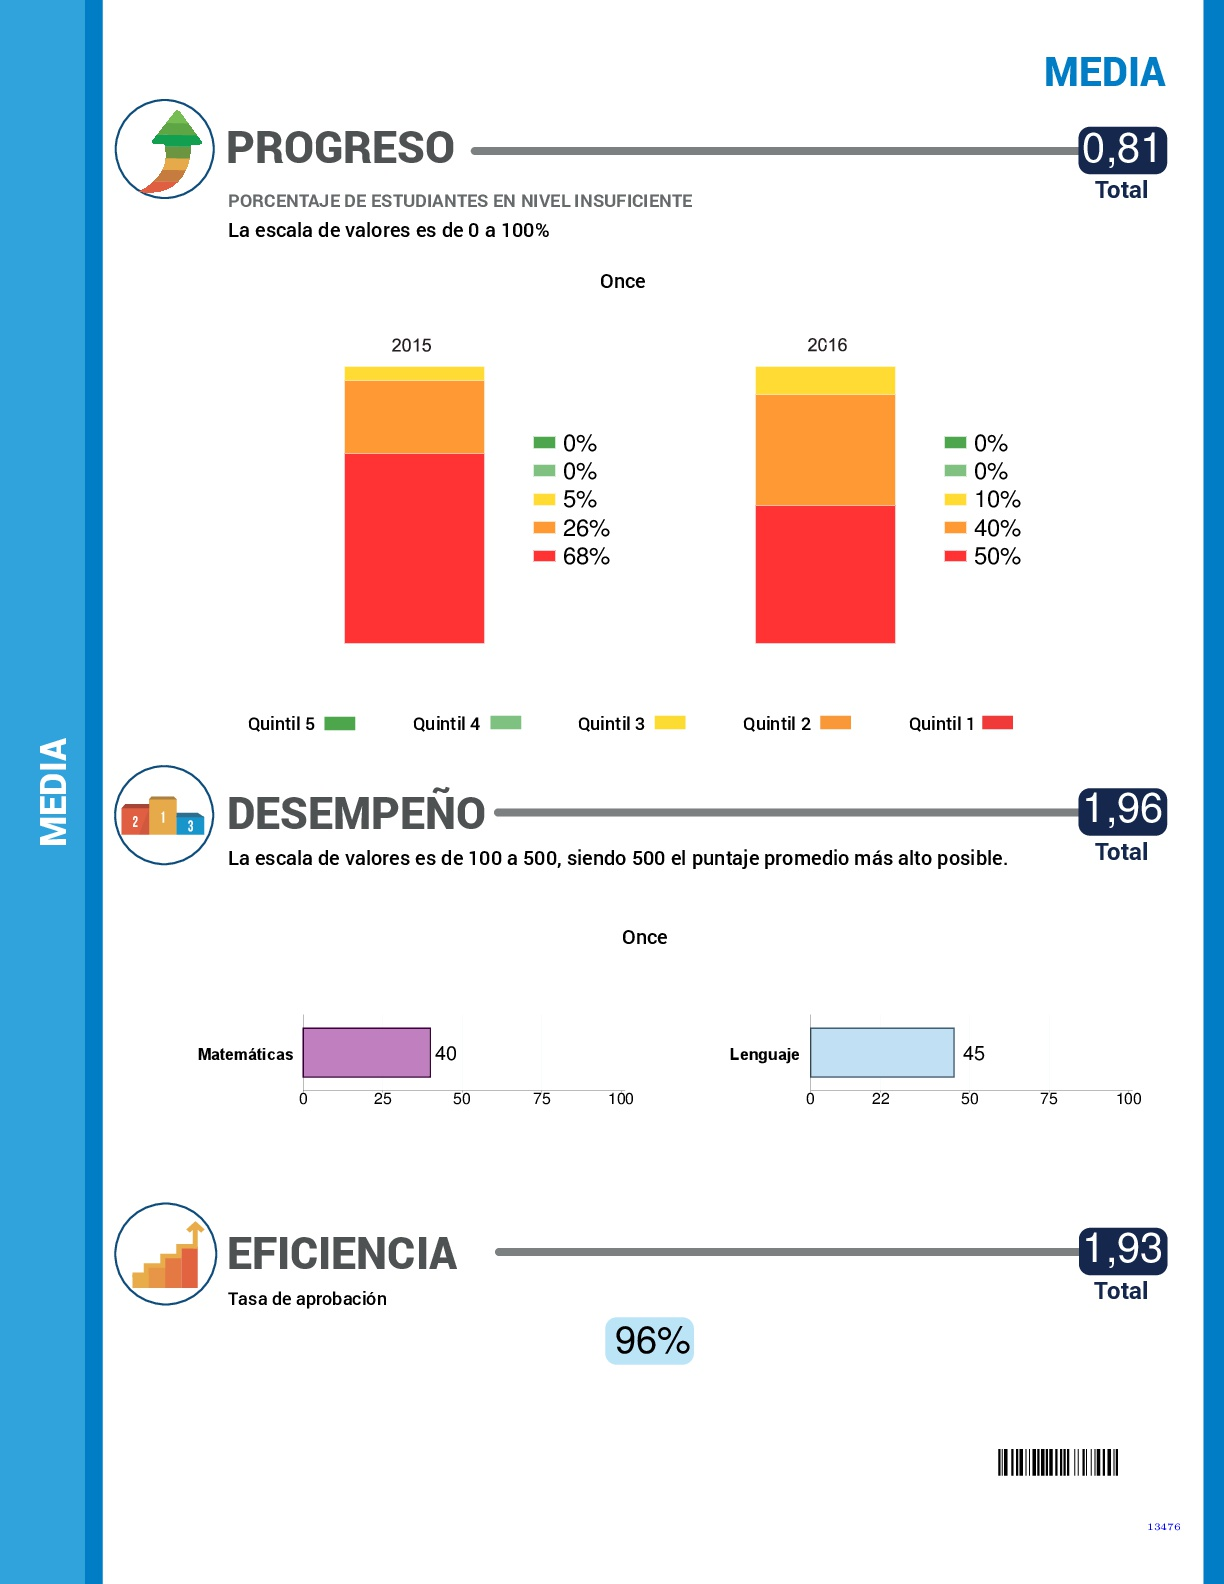 MEDIA
PROGRESO
0,81
Total
PORCENTAJE DE ESTUDIANTES EN NIVEL INSUFICIENTE
La escala de valores es de 0 a 100%
Once
2015
0%
0%
5%
26%
68%
2016
0%
0%
10%
40%
50%
Quintil 5 Quintil 4 Quintil 3 Quintil 2 Quintil 1
MEDIA
2 1 3
DESEMPEÑO
1,96
Total
La escala de valores es de 100 a 500, siendo 500 el puntaje promedio más alto posible.
Once
Matemáticas 40
0 25 50 75 100
Lenguaje 45
0 22 50 75 100
EFICIENCIA
1,93
Total
Tasa de aprobación
96%
13476